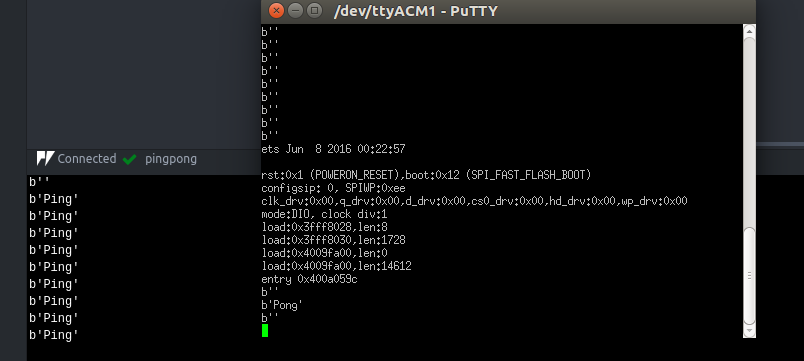 /dev/ttyACM1 - PuTTY
b''
b''
b''
b''
b''
b''
b''
b''
b''
ets Jun  8 2016 00:22:57
rst:0x1 (POWERON_RESET),boot:0x12 (SPI_FAST_FLASH_BOOT)
configsip: 0, SPIWP:0xee
clk_drv:0x00,q_drv:0x00,d_drv:0x00,cs0_drv:0x00,hd_drv:0x00,wp_drv:0x00
mode:DIO, clock div:1
load:0x3fff8028,len:8
load:0x3fff8030,len:1728
load:0x4009fa00,len:0
load:0x4009fa00,len:14612
entry 0x400a059c
b''
b'Pong'
b''
Connected pingpong
b''
b'Ping'
b'Ping'
b'Ping'
b'Ping'
b'Ping'
b'Ping'
b'Ping'
b'Ping'
b'Ping'